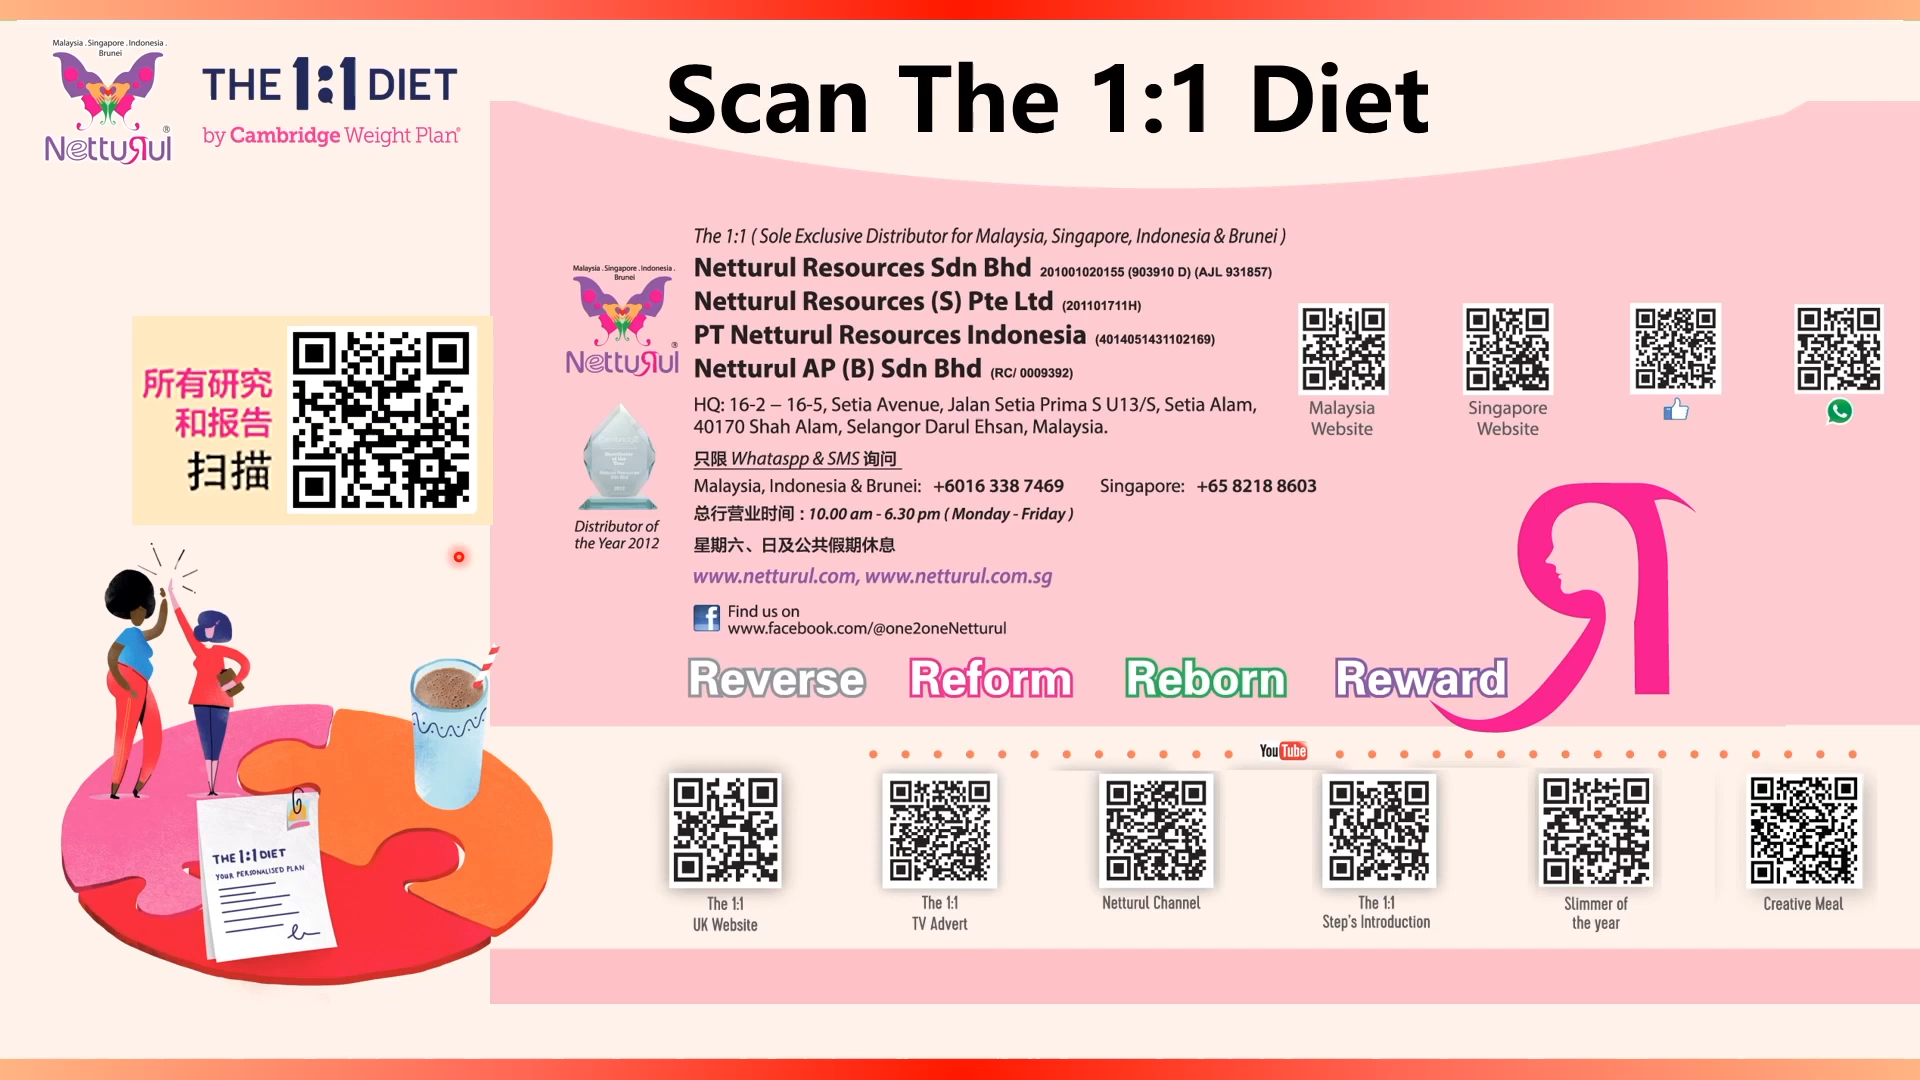 Malaysia . Singapore . Indonesia .
Brunei
NettuЯul®
THE 1:1 DIET
by Cambridge Weight Plan®
Scan The 1:1 Diet
The 1:1 ( Sole Exclusive Distributor for Malaysia, Singapore, Indonesia & Brunei )
Malaysia . Singapore . Indonesia .
Brunei
NettuЯul®
Netturul Resources Sdn Bhd 201001020155 (903910 D) (AJL 931857)
Netturul Resources (S) Pte Ltd (201101711H)
PT Netturul Resources Indonesia (4014051431102169)
Netturul AP (B) Sdn Bhd (RC/ 0009392)
HQ: 16-2 – 16-5, Setia Avenue, Jalan Setia Prima S U13/S, Setia Alam,
40170 Shah Alam, Selangor Darul Ehsan, Malaysia.
只限 Whataspp & SMS 询问
Malaysia, Indonesia & Brunei: +6016 338 7469 Singapore: +65 8218 8603
总行营业时间 : 10.00 am - 6.30 pm ( Monday - Friday )
星期六、日及公共假期休息
www.netturul.com, www.netturul.com.sg
Find us on
www.facebook.com/@one2oneNetturul
Distributor of
the Year 2012
Malaysia
Website
Singapore
Website
所有研究
和报告
扫描
Reverse Reform Reborn Reward
Я
THE 1:1 DIET
YOUR PERSONALISED PLAN
YouTube
The 1:1
UK Website
The 1:1
TV Advert
Netturul Channel
The 1:1
Step's Introduction
Slimmer of
the year
Creative Meal